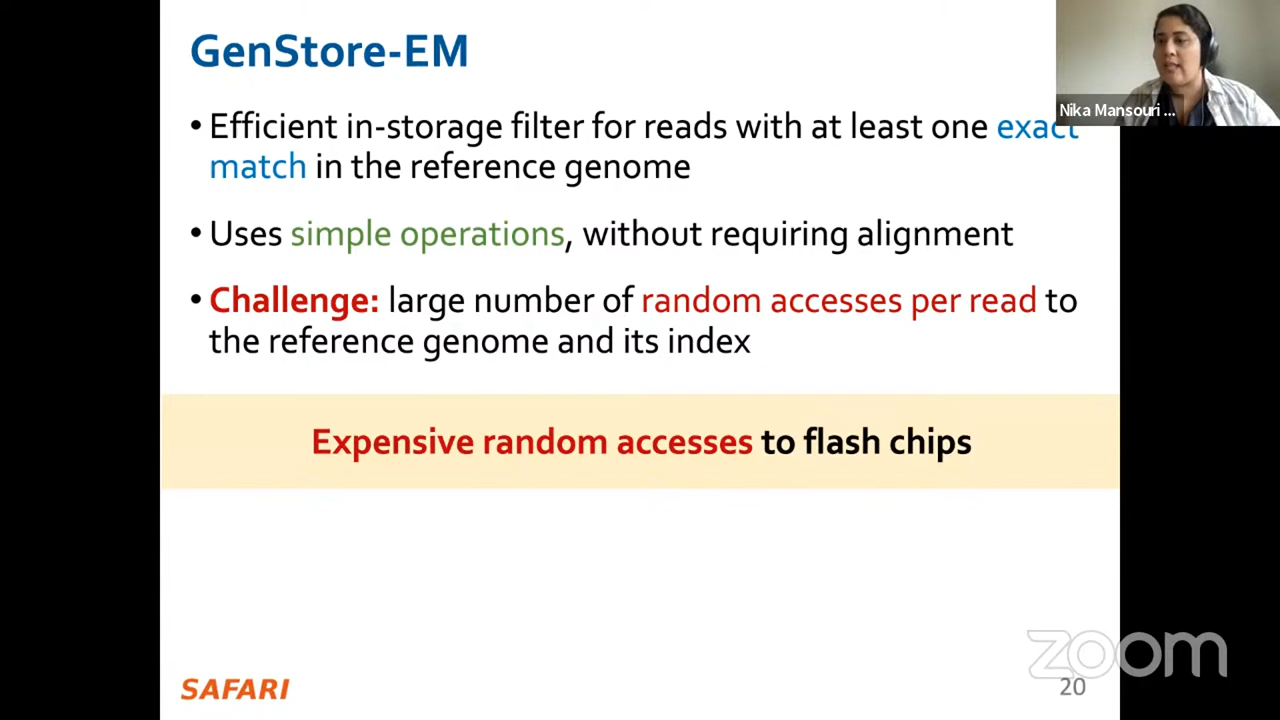 GenStore-EM
• Efficient in-storage filter for reads with at least one exact
match in the reference genome
• Uses simple operations, without requiring alignment
• Challenge: large number of random accesses per read to
the reference genome and its index
Expensive random accesses to flash chips
Nika Mansouri ...
SAFARI
zoom
20